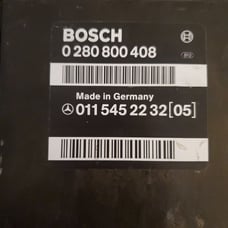 BOSCH
0 280 800 408
Made in Germany
011 545 22 32 [05]